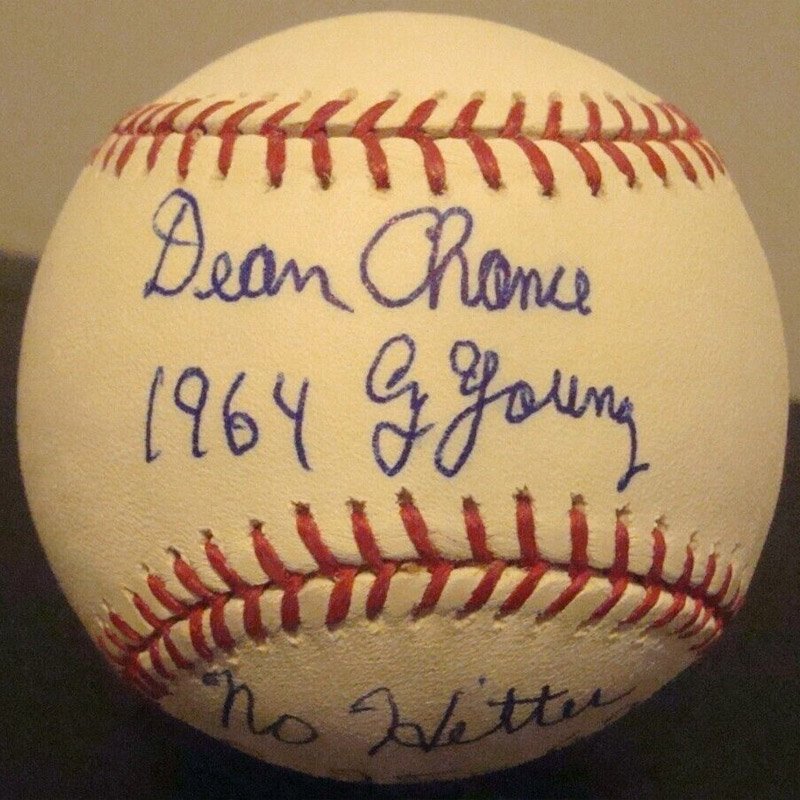 Dean Chance
1964 Cy Young
No Hitter